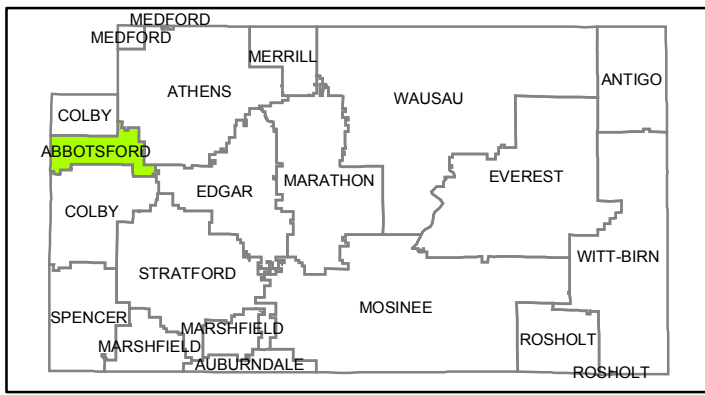 MEDFORD
MEDFORD
MERRILL
ANTIGO
ATHENS
WAUSAU
COLBY
ABBOTSFORD
EVEREST
MARATHON
EDGAR
COLBY
WITT-BIRN
STRATFORD
MOSINEE
SPENCER
MARSHFIELD
ROSHOLT
MARSHFIELD
AUBURNDALE
ROSHOLT